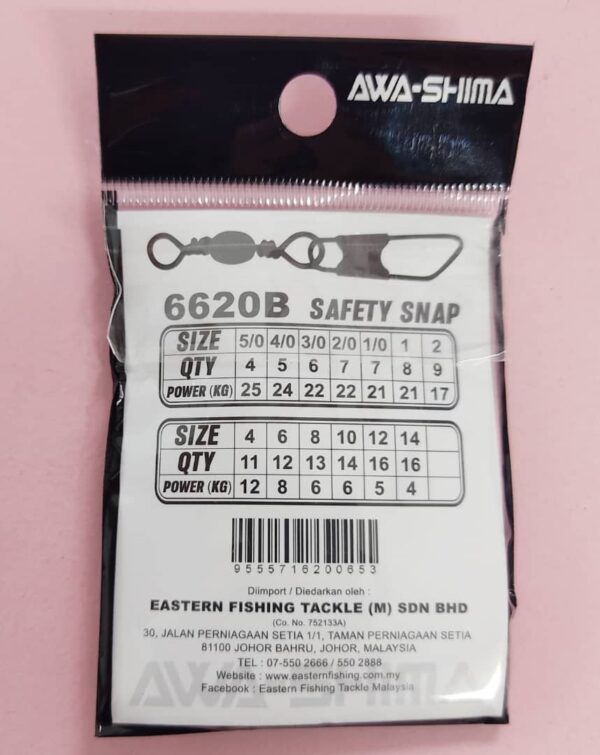 AWA-SHIMA
6620B SAFETY SNAP
SIZE 5/0 4/0 3/0 2/0 1/0 1 2
QTY 4 5 6 7 7 8 9
POWER (KG) 25 24 22 22 21 21 17
SIZE 4 6 8 10 12 14
QTY 11 12 13 14 16 16
POWER (KG) 12 8 6 6 5 4
9555716200653
Diimport / Diedarkan oleh :
EASTERN FISHING TACKLE (M) SDN BHD
(Co. No. 752133A)
30, JALAN PERNIAGAAN SETIA 1/1, TAMAN PERNIAGAAN SETIA
81100 JOHOR BAHRU, JOHOR, MALAYSIA
TEL : 07-550 2666 / 550 2888
Website : www.easternfishing.com.my
Facebook : Eastern Fishing Tackle Malaysia